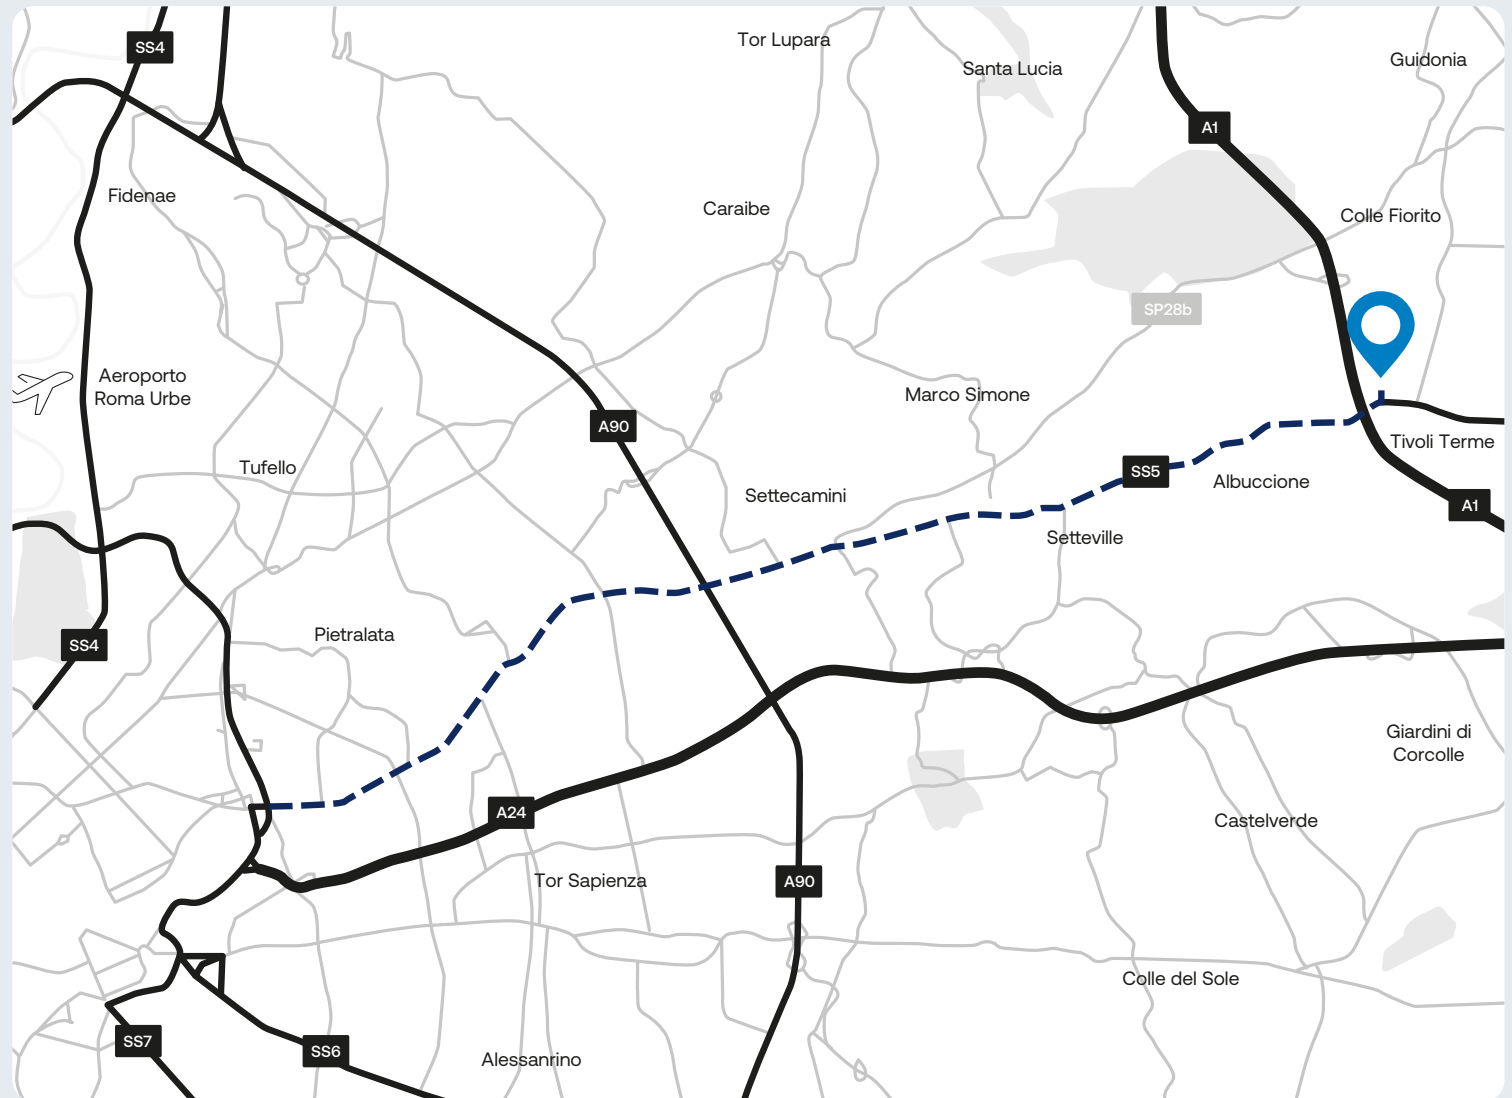 Tor Lupara
SS4
Guidonia
Santa Lucia
A1
Fidenae
Caraibe
Colle Fiorito
SP28b
Aeroporto
Roma Urbe
Marco Simone
A90
Tivoli Terme
Tufello
SS5
Albuccione
Settecamini
A1
Setteville
Pietralata
SS4
Giardini di
Corcolle
A24
Castelverde
Tor Sapienza
A90
Colle del Sole
SS7
SS6
Alessanrino